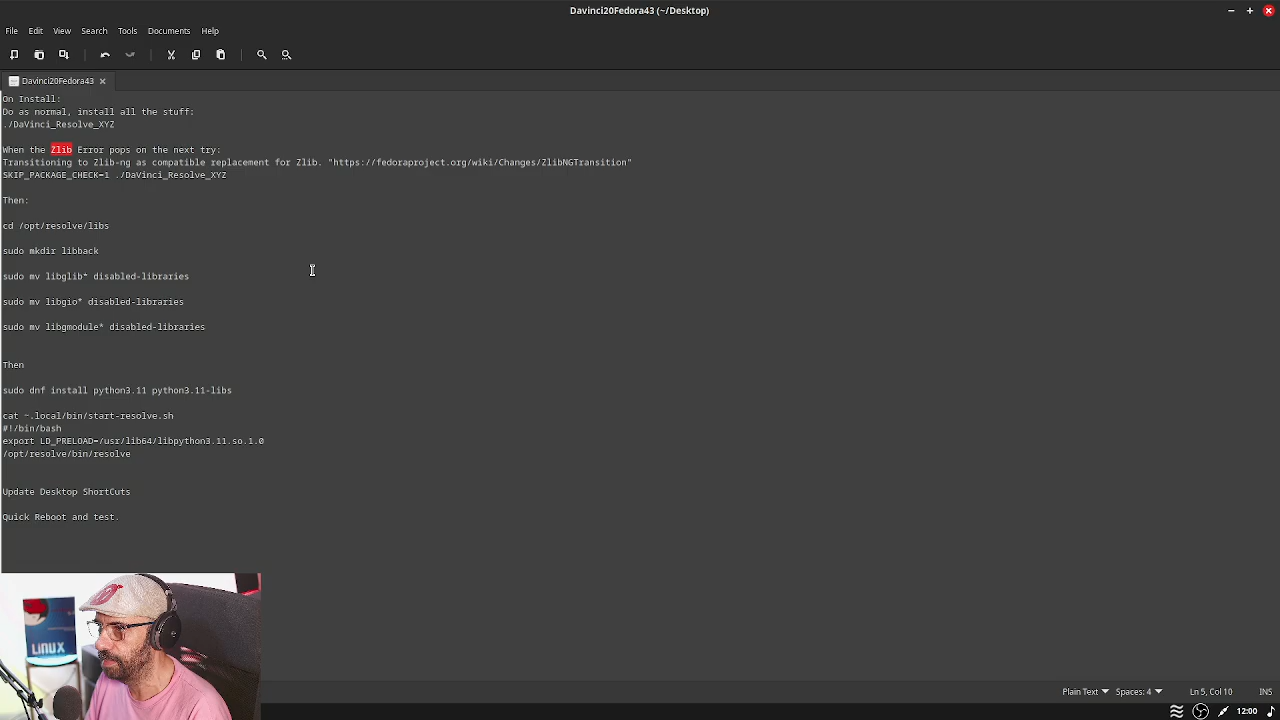 Davinci20Fedora43 (~/Desktop)
File Edit View Search Tools Documents Help
Davinci20Fedora43
On Install:
Do as normal, install all the stuff:
./DaVinci_Resolve_XYZ
When the Zlib Error pops on the next try:
Transitioning to Zlib-ng as compatible replacement for Zlib. "https://fedoraproject.org/wiki/Changes/ZlibNGTransition"
SKIP_PACKAGE_CHECK=1 ./DaVinci_Resolve_XYZ
Then:
cd /opt/resolve/libs
sudo mkdir libback
sudo mv libglib* disabled-libraries
sudo mv libgio* disabled-libraries
sudo mv libgmodule* disabled-libraries
Then
sudo dnf install python3.11 python3.11-libs
cat ~.local/bin/start-resolve.sh
#!/bin/bash
export LD_PRELOAD=/usr/lib64/libpython3.11.so.1.0
/opt/resolve/bin/resolve
Update Desktop ShortCuts
Quick Reboot and test.
LINUX
Plain Text Spaces: 4 Ln 5, Col 10 INS
12:00